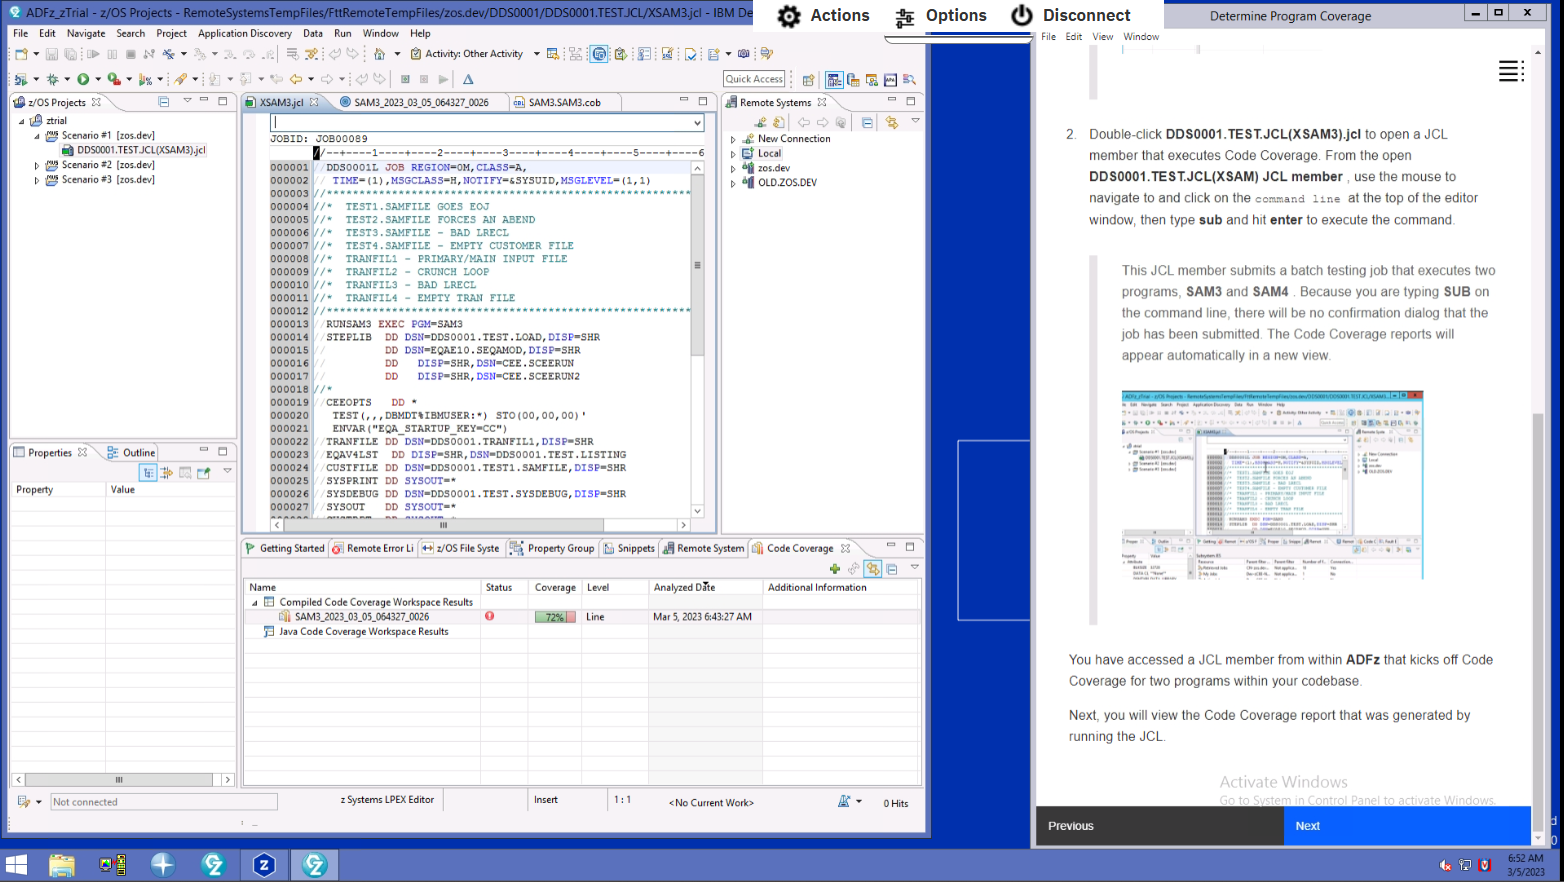 ADFz_zTrial - z/OS Projects - RemoteSystemsTempFiles/FttRemoteTempFiles/zos.dev/DDS0001/DDS0001.TEST.JCL/XSAM3.jcl - IBM De
Actions
Options
Disconnect
Determine Program Coverage
File Edit Navigate Search Project Application_Discovery Data Run Window Help
File Edit View Window
Activity: Other Activity
Quick Access
z/OS Projects
ztrial
Scenario #1 [zos.dev]
DDS0001.TEST.JCL(XSAM3).jcl
Scenario #2 [zos.dev]
Scenario #3 [zos.dev]
XSAM3.jcl
SAM3_2023_03_05_064327_0026
SAM3.SAM3.cob
JOBID: JOB00089
//--+----1----+----2----+----3----+----4----+----5----+----6
000001 //DDS0001L JOB REGION=0M,CLASS=A,
000002 // TIME=(1),MSGCLASS=H,NOTIFY=&SYSUID,MSGLEVEL=(1,1)
000003 //*********************************************************
000004 //* TEST1.SAMFILE GOES EOJ
000005 //* TEST2.SAMFILE FORCES AN ABEND
000006 //* TEST3.SAMFILE - BAD LRECL
000007 //* TEST4.SAMFILE - EMPTY CUSTOMER FILE
000008 //* TRANFIL1 - PRIMARY/MAIN INPUT FILE
000009 //* TRANFIL2 - CRUNCH LOOP
000010 //* TRANFIL3 - BAD LRECL
000011 //* TRANFIL4 - EMPTY TRAN FILE
000012 //*********************************************************
000013 //RUNSAM3 EXEC PGM=SAM3
000014 //STEPLIB DD DSN=DDS0001.TEST.LOAD,DISP=SHR
000015 // DD DSN=EQAE10.SEQAMOD,DISP=SHR
000016 // DD DISP=SHR,DSN=CEE.SCEERUN
000017 // DD DISP=SHR,DSN=CEE.SCEERUN2
000018 //*
000019 //CEEOPTS DD *
000020 TEST(,,,DBMDT%IBMUSER:*) STO(00,00,00)'
000021 ENVAR("EQA_STARTUP_KEY=CC")
000022 //TRANFILE DD DSN=DDS0001.TRANFIL1,DISP=SHR
000023 //EQAV4LST DD DISP=SHR,DSN=DDS0001.TEST.LISTING
000024 //CUSTFILE DD DSN=DDS0001.TEST1.SAMFILE,DISP=SHR
000025 //SYSPRINT DD SYSOUT=*
000026 //SYSDEBUG DD DSN=DDS0001.TEST.SYSDEBUG,DISP=SHR
000027 //SYSOUT DD SYSOUT=*
Remote Systems
New Connection
Local
zos.dev
OLD.ZOS.DEV
Properties
Outline
Property Value
Getting Started
Remote Error Li
z/OS File Syste
Property Group
Snippets
Remote System
Code Coverage
Name Status Coverage Level Analyzed Date Additional Information
Compiled Code Coverage Workspace Results
SAM3_2023_03_05_064327_0026 72% Line Mar 5, 2023 6:43:27 AM
Java Code Coverage Workspace Results
Not connected
z Systems LPEX Editor
Insert
1 : 1
<No Current Work>
0 Hits
2. Double-click DDS0001.TEST.JCL(XSAM3).jcl to open a JCL
member that executes Code Coverage. From the open
DDS0001.TEST.JCL(XSAM) JCL member , use the mouse to
navigate to and click on the command line at the top of the editor
window, then type sub and hit enter to execute the command.
This JCL member submits a batch testing job that executes two
programs, SAM3 and SAM4 . Because you are typing SUB on
the command line, there will be no confirmation dialog that the
job has been submitted. The Code Coverage reports will
appear automatically in a new view.
You have accessed a JCL member from within ADFz that kicks off Code
Coverage for two programs within your codebase.
Next, you will view the Code Coverage report that was generated by
running the JCL.
Activate Windows
Go to System in Control Panel to activate Windows.
Previous
Next
6:52 AM
3/5/2023